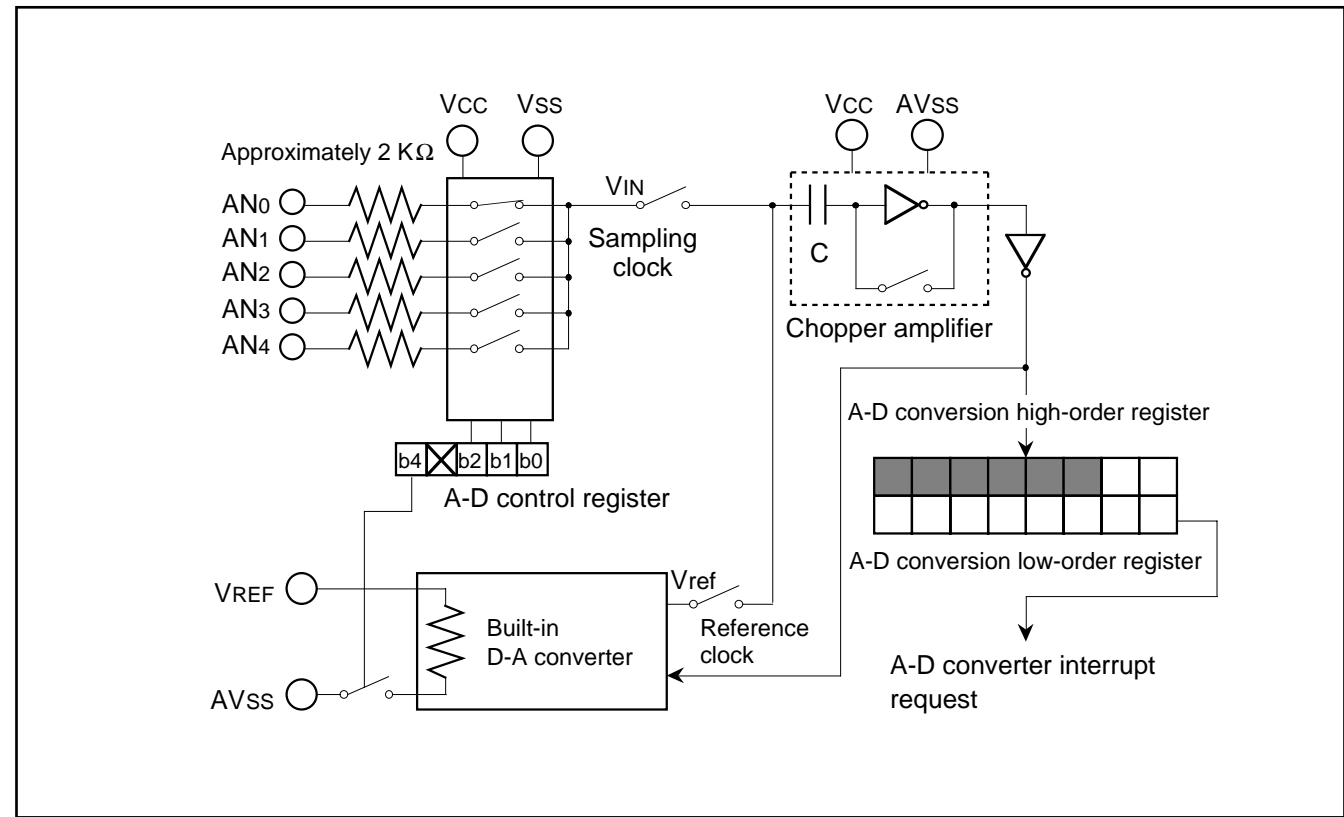 VCC
VSS
VCC
AVSS
Approximately 2 KΩ
AN0
AN1
AN2
AN3
AN4
VIN
Sampling
clock
C
Chopper amplifier
A-D conversion high-order register
b4
b2
b1
b0
A-D control register
A-D conversion low-order register
VREF
Vref
Built-in
D-A converter
Reference
clock
AVSS
A-D converter interrupt
request